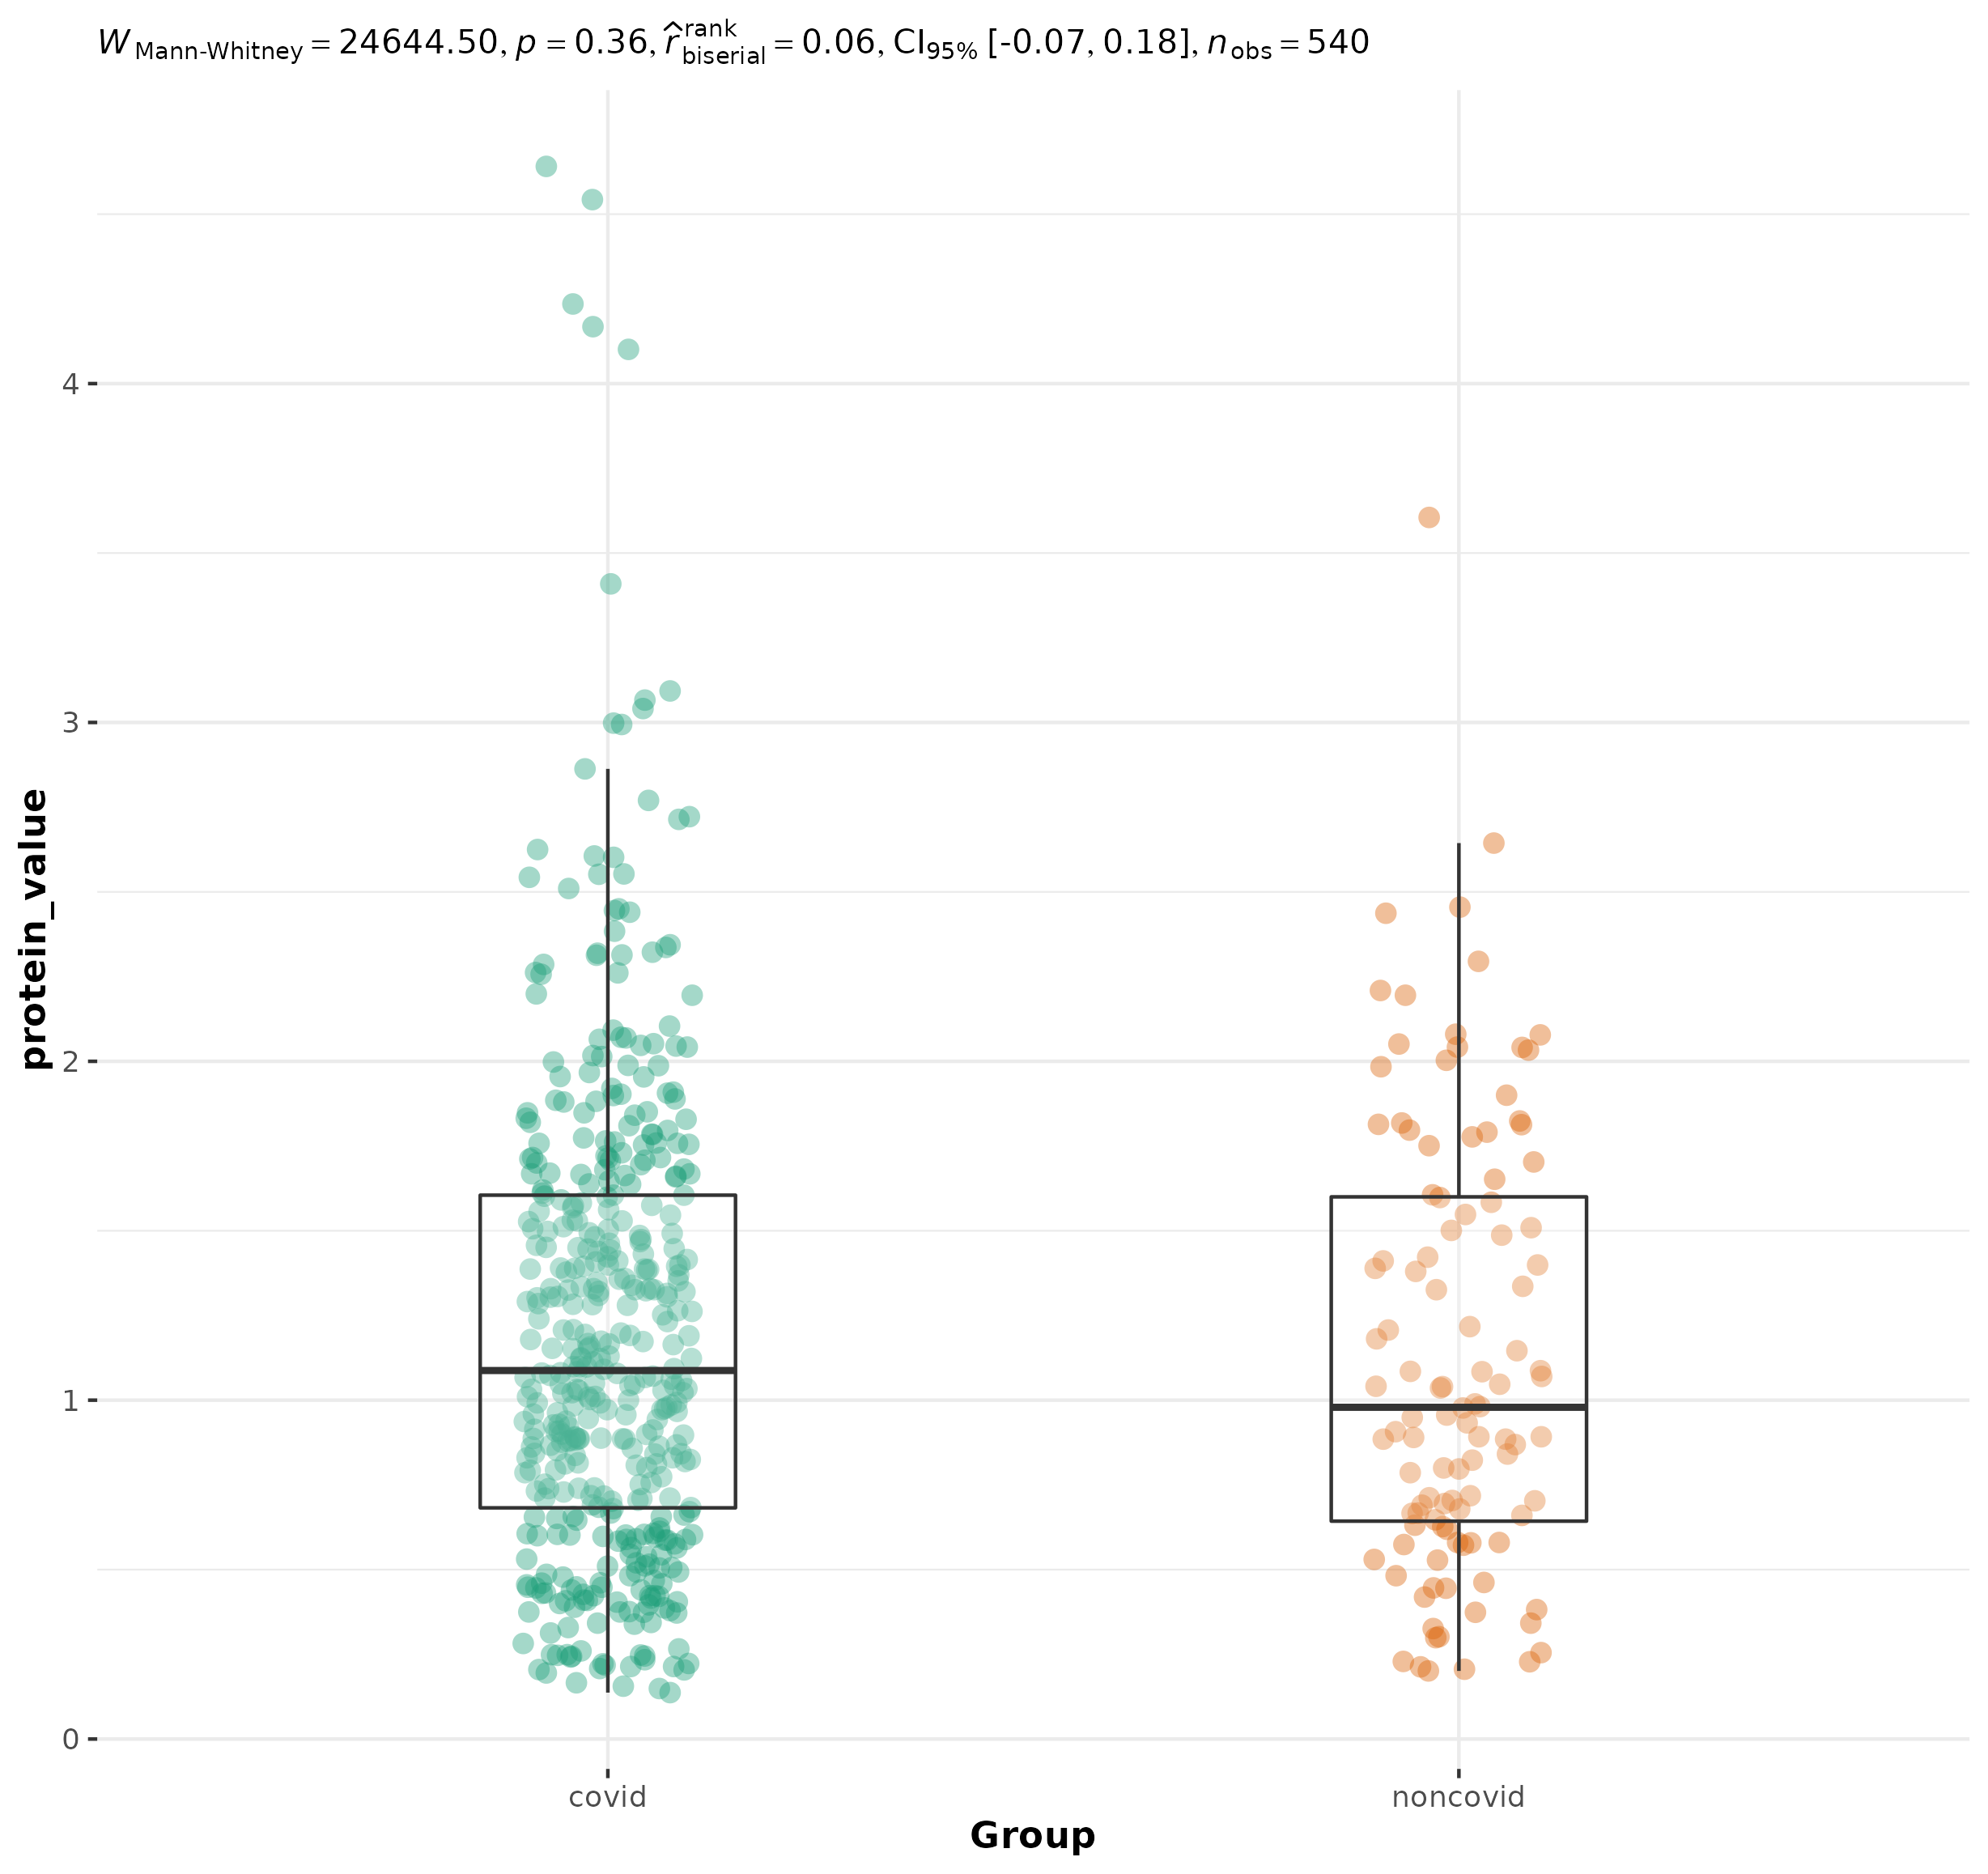 W Mann-Whitney = 24644.50, p = 0.36, r̂ rank biserial = 0.06, CI95% [-0.07, 0.18], n obs = 540
protein_value
4
3
2
1
0
covid noncovid
Group